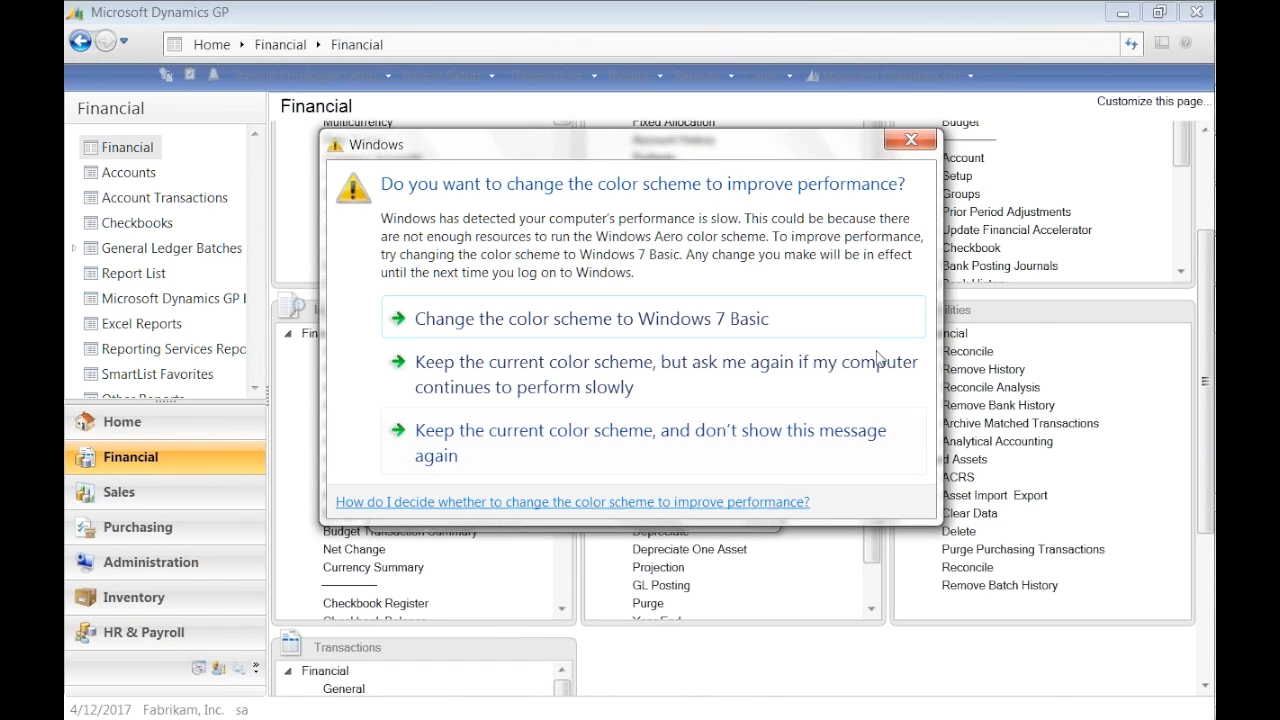 Microsoft Dynamics GP
Home
Financial
Financial
Financial
Financial
Customize this page...
Financial
Accounts
Account Transactions
Checkbooks
General Ledger Batches
Report List
Microsoft Dynamics GP
Excel Reports
Reporting Services Repo
SmartList Favorites
Home
Financial
Sales
Purchasing
Administration
Inventory
HR & Payroll
Multicurrency
Fixed Allocation
Budget
Windows
Do you want to change the color scheme to improve performance?
Windows has detected your computer's performance is slow. This could be because there
are not enough resources to run the Windows Aero color scheme. To improve performance,
try changing the color scheme to Windows 7 Basic. Any change you make will be in effect
until the next time you log on to Windows.
Change the color scheme to Windows 7 Basic
Keep the current color scheme, but ask me again if my computer
continues to perform slowly
Keep the current color scheme, and don't show this message
again
How do I decide whether to change the color scheme to improve performance?
Account
Setup
Groups
Prior Period Adjustments
Update Financial Accelerator
Checkbook
Bank Posting Journals
ilities
ncial
Reconcile
Remove History
Reconcile Analysis
Remove Bank History
Archive Matched Transactions
Analytical Accounting
d Assets
ACRS
Asset Import Export
Clear Data
Delete
Purge Purchasing Transactions
Reconcile
Remove Batch History
Fin
Budget Transaction Summary
Net Change
Currency Summary
Checkbook Register
Depreciate
Depreciate One Asset
Projection
GL Posting
Purge
Transactions
Financial
General
4/12/2017 Fabrikam, Inc. sa